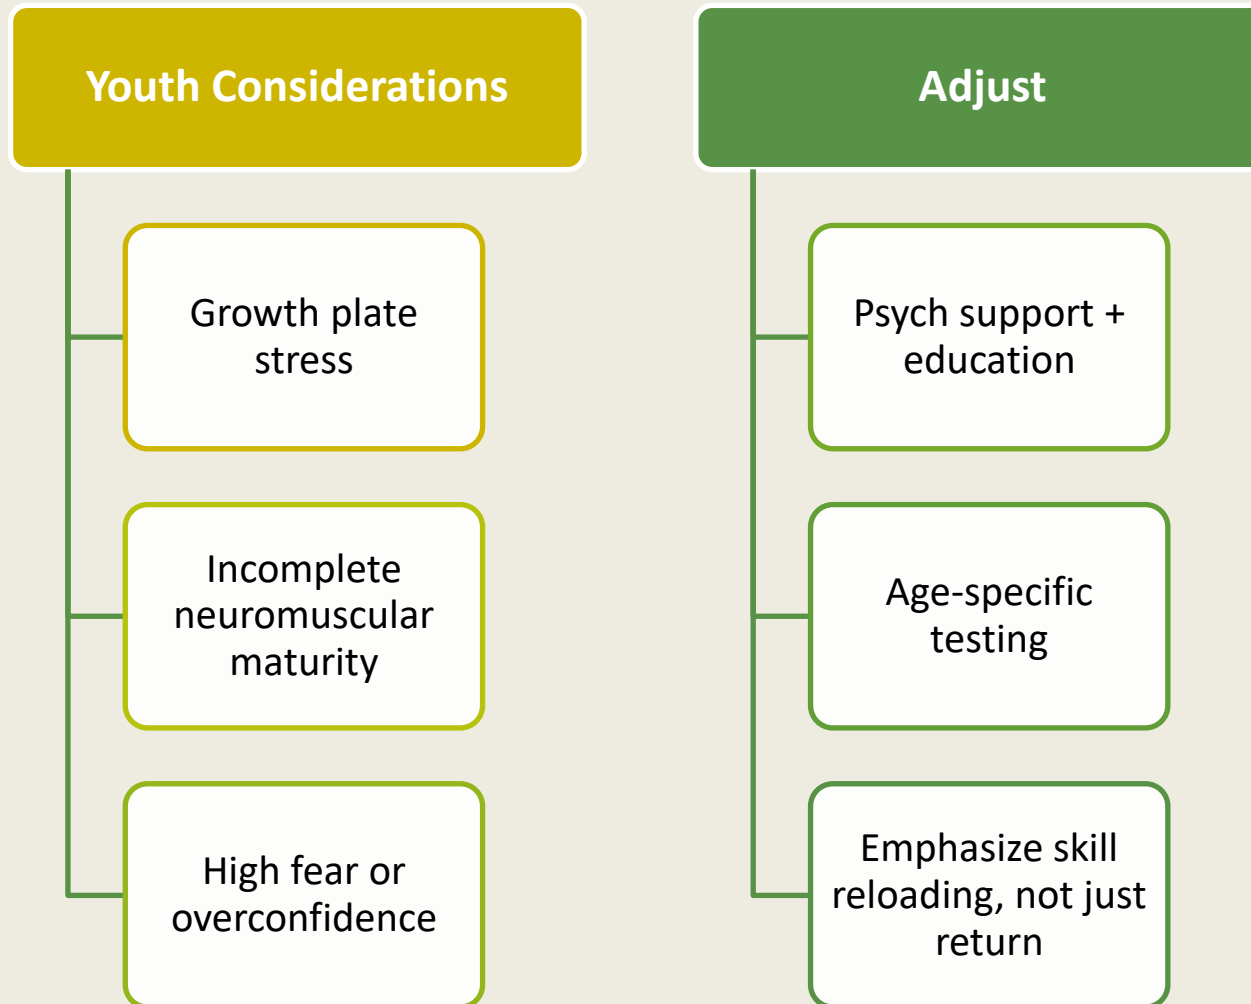 Youth Considerations
Growth plate
stress
Incomplete
neuromuscular
maturity
High fear or
overconfidence
Adjust
Psych support +
education
Age-specific
testing
Emphasize skill
reloading, not just
return